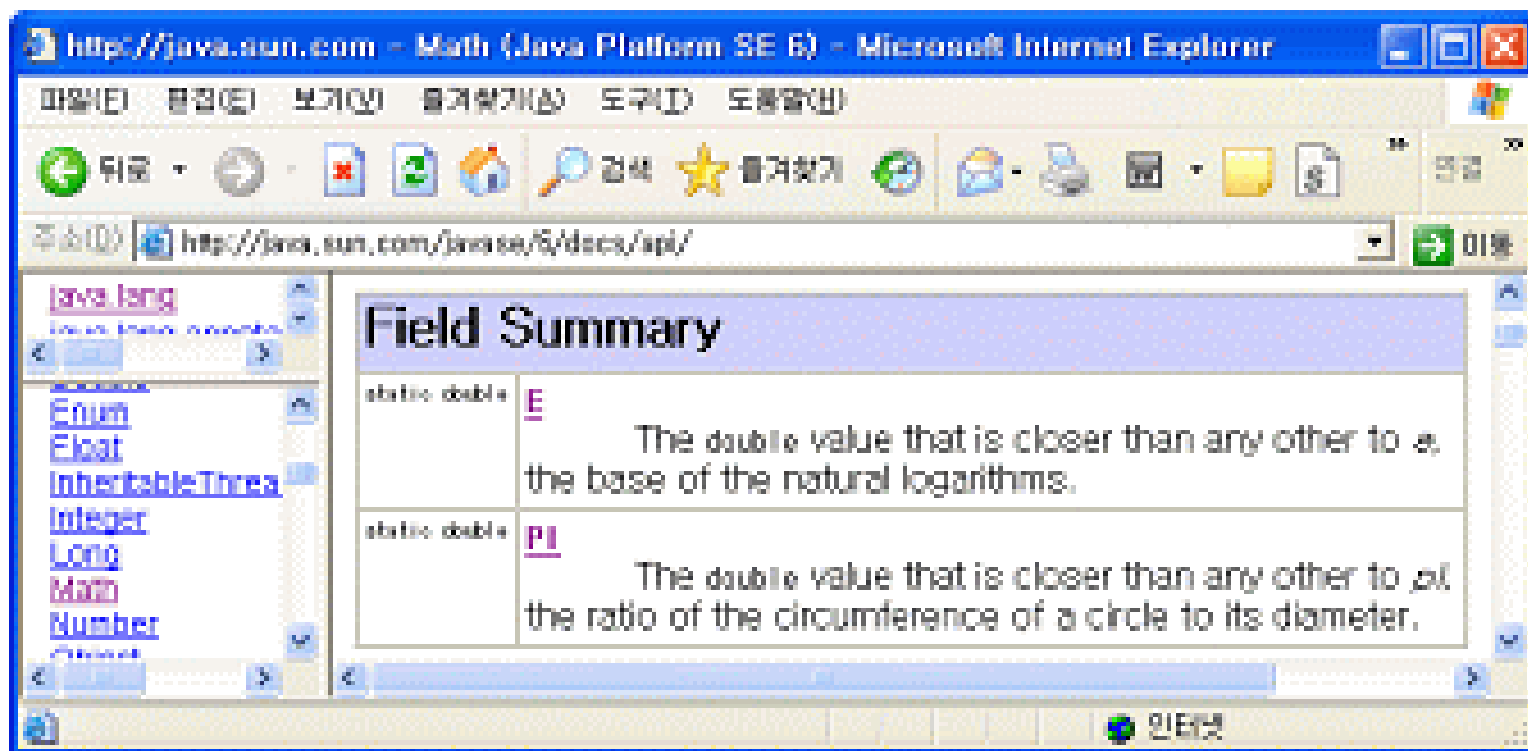 http://java.sun.com - Math (Java Platform SE 6) - Microsoft Internet Explorer
파일(F) 편집(E) 보기(V) 즐겨찾기(A) 도구(T) 도움말(H)
뒤로 검색 즐겨찾기 연결
주소(D) http://java.sun.com/javase/6/docs/api/ 이동
java.lang
Enum
Float
InheritableThrea
Integer
Long
Math
Number
Object
Field Summary
static double E
The double value that is closer than any other to e,
the base of the natural logarithms.
static double PI
The double value that is closer than any other to pi,
the ratio of the circumference of a circle to its diameter.
인터넷